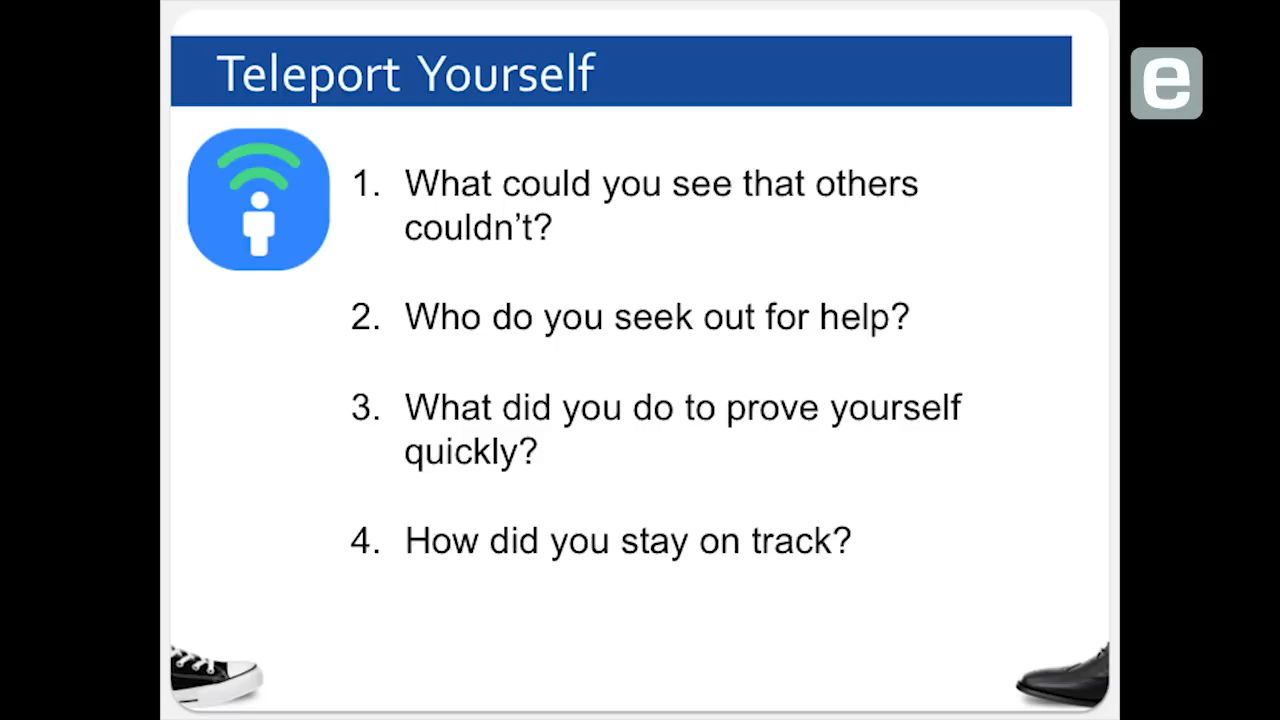 Teleport Yourself
e
1. What could you see that others
couldn’t?
2. Who do you seek out for help?
3. What did you do to prove yourself
quickly?
4. How did you stay on track?